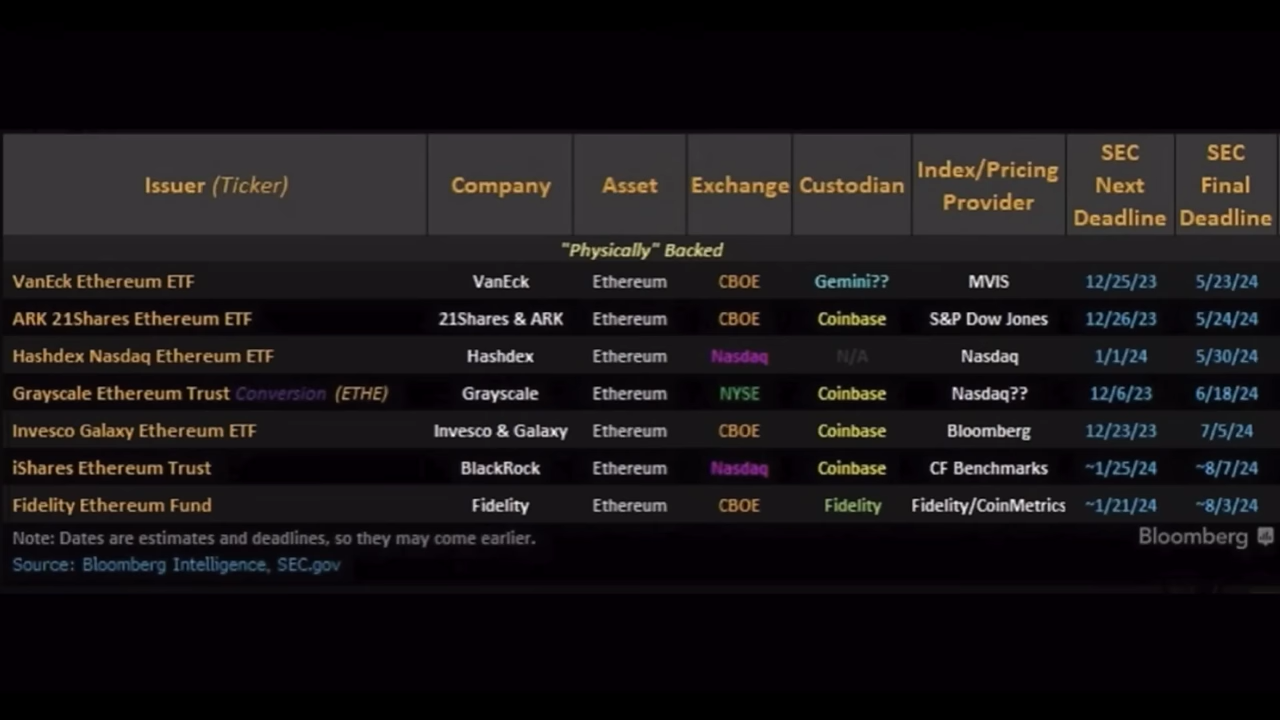 Issuer (Ticker) Company Asset Exchange Custodian Index/Pricing Provider SEC Next Deadline SEC Final Deadline
"Physically" Backed
VanEck Ethereum ETF VanEck Ethereum CBOE Gemini?? MVIS 12/25/23 5/23/24
ARK 21Shares Ethereum ETF 21Shares & ARK Ethereum CBOE Coinbase S&P Dow Jones 12/26/23 5/24/24
Hashdex Nasdaq Ethereum ETF Hashdex Ethereum Nasdaq N/A Nasdaq 1/1/24 5/30/24
Grayscale Ethereum Trust Conversion (ETHE) Grayscale Ethereum NYSE Coinbase Nasdaq?? 12/6/23 6/18/24
Invesco Galaxy Ethereum ETF Invesco & Galaxy Ethereum CBOE Coinbase Bloomberg 12/23/23 7/5/24
iShares Ethereum Trust BlackRock Ethereum Nasdaq Coinbase CF Benchmarks ~1/25/24 ~8/7/24
Fidelity Ethereum Fund Fidelity Ethereum CBOE Fidelity Fidelity/CoinMetrics ~1/21/24 ~8/3/24
Note: Dates are estimates and deadlines, so they may come earlier.
Bloomberg
Source: Bloomberg Intelligence, SEC.gov